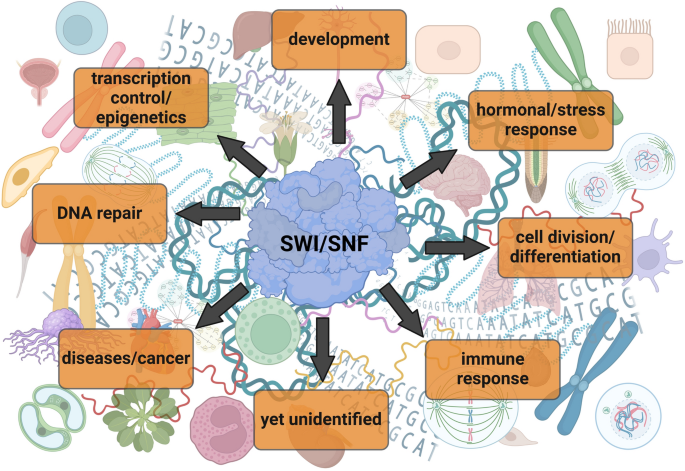 development
transcription
control/
epigenetics
hormonal/stress
response
DNA repair
SWI/SNF
cell division/
differentiation
diseases/cancer
immune
response
yet unidentified